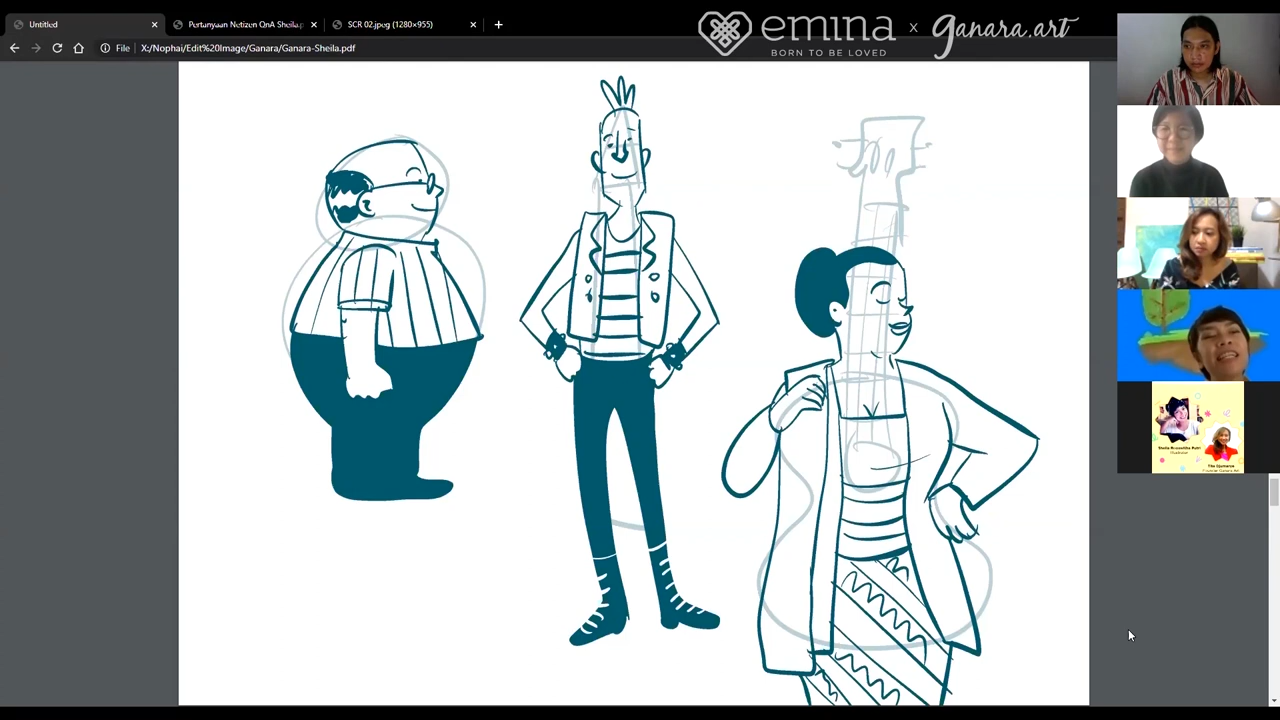 Untitled
Pertanyaan Netizen QnA Sheila.p
SCR 02.jpeg (1280×955)
File
X:/Nophai/Edit%20Image/Ganara/Ganara-Sheila.pdf
emina x ganara.art
BORN TO BE LOVED